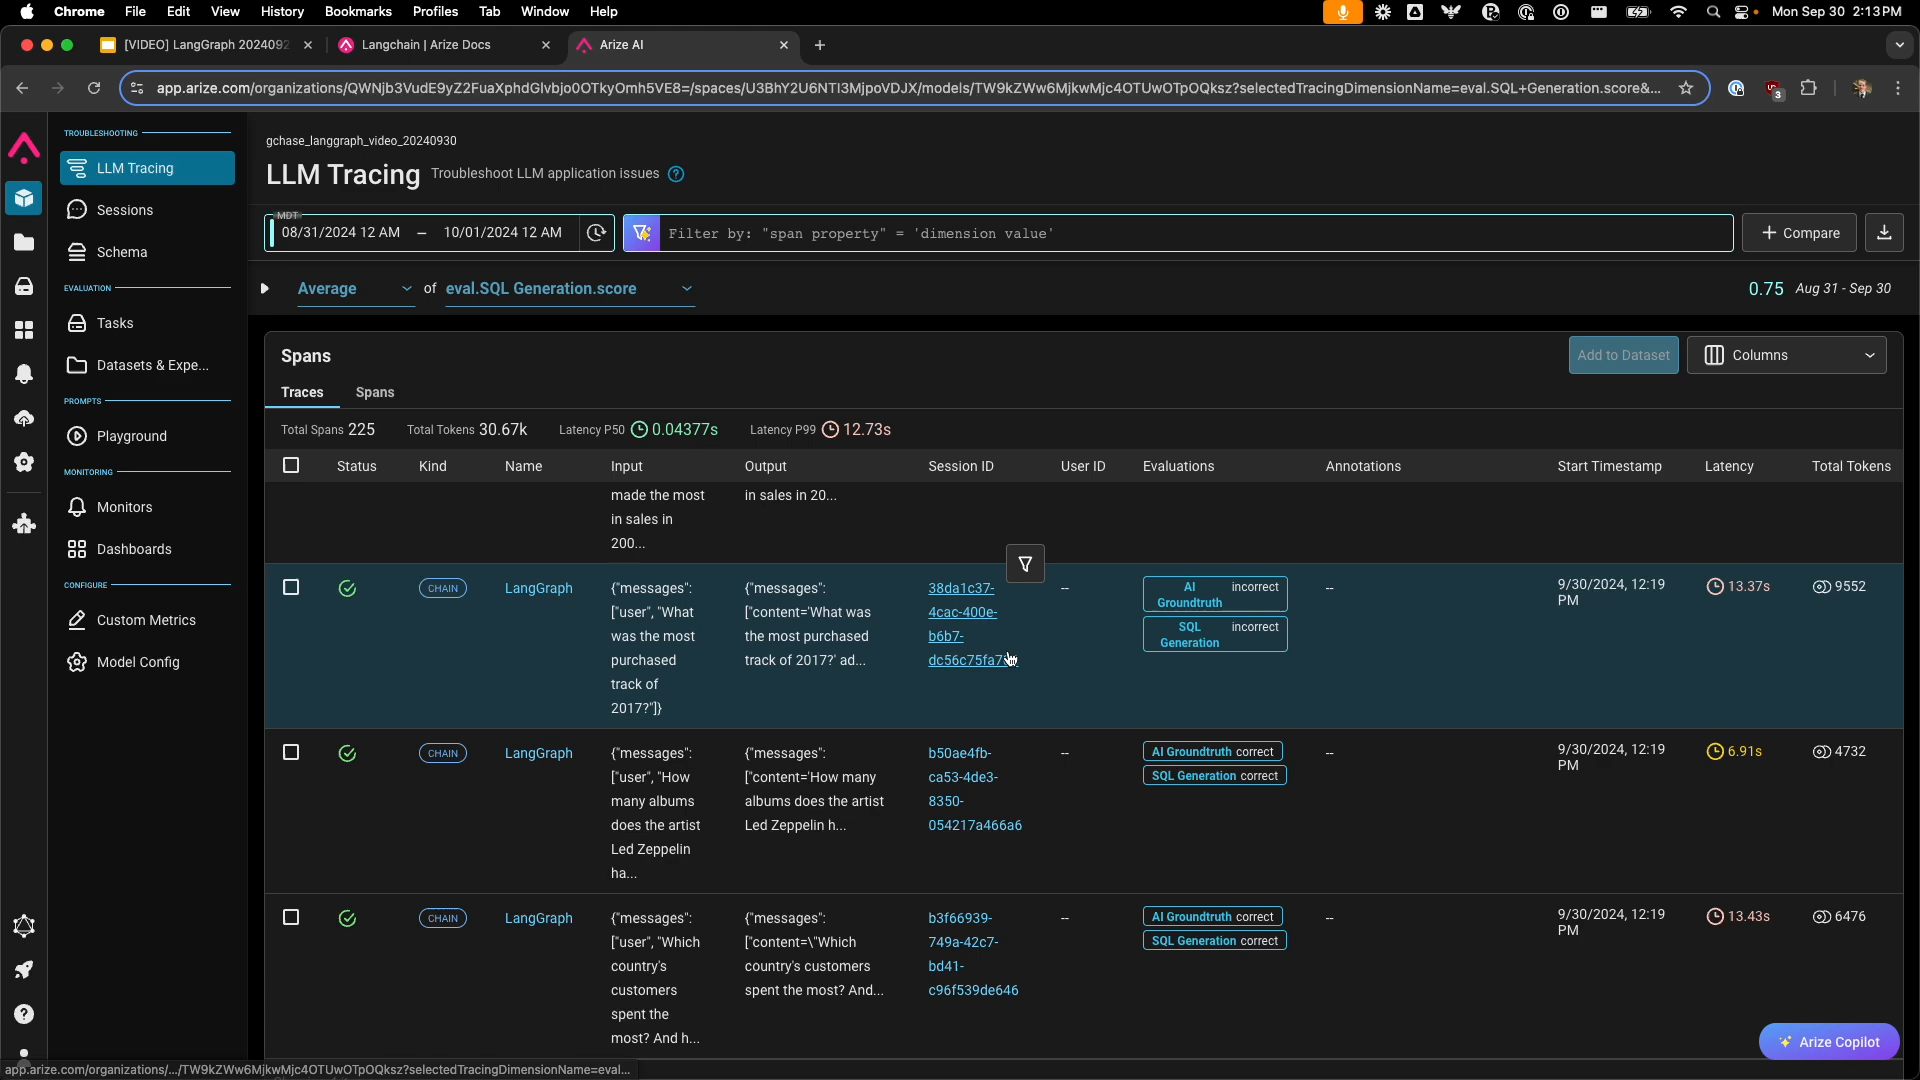 Chrome File Edit View History Bookmarks Profiles Tab Window Help Mon Sep 30 2:13PM
[VIDEO] LangGraph 2024092 Langchain | Arize Docs Arize AI
app.arize.com/organizations/QWNjb3VudE9yZ2FuaXphdGlvbjo0OTkyOmh5VE8=/spaces/U3BhY2U6NTI3MjpoVDJX/models/TW9kZWw6MjkwMjc4OTUwOTpOQksz?selectedTracingDimensionName=eval.SQL+Generation.score&...
3
TROUBLESHOOTING
LLM Tracing
Sessions
Schema
EVALUATION
Tasks
Datasets & Expe...
PROMPTS
Playground
MONITORING
Monitors
Dashboards
CONFIGURE
Custom Metrics
Model Config
gchase_langgraph_video_20240930
LLM Tracing Troubleshoot LLM application issues
MDT
08/31/2024 12 AM – 10/01/2024 12 AM
Filter by: "span property" = 'dimension value'
+ Compare
Average of eval.SQL Generation.score
0.75 Aug 31 - Sep 30
Spans
Add to Dataset Columns
Traces Spans
Total Spans 225 Total Tokens 30.67k Latency P50 0.04377s Latency P99 12.73s
Status Kind Name Input Output Session ID User ID Evaluations Annotations Start Timestamp Latency Total Tokens
made the most
in sales in
200...
in sales in 20...
CHAIN
LangGraph
{"messages":
["user", "What
was the most
purchased
track of
2017?"]}
{"messages":
["content='What was
the most purchased
track of 2017?' ad...
38da1c37-
4cac-400e-
b6b7-
dc56c75fa7
--
AI Groundtruth incorrect
SQL Generation incorrect
--
9/30/2024, 12:19
PM
13.37s
9552
CHAIN
LangGraph
{"messages":
["user", "How
many albums
does the artist
Led Zeppelin
ha...
{"messages":
["content='How many
albums does the artist
Led Zeppelin h...
b50ae4fb-
ca53-4de3-
8350-
054217a466a6
--
AI Groundtruth correct
SQL Generation correct
--
9/30/2024, 12:19
PM
6.91s
4732
CHAIN
LangGraph
{"messages":
["user", "Which
country's
customers
spent the
most? And h...
{"messages":
["content=\"Which
country's customers
spent the most? And...
b3f66939-
749a-42c7-
bd41-
c96f539de646
--
AI Groundtruth correct
SQL Generation correct
--
9/30/2024, 12:19
PM
13.43s
6476
Arize Copilot
app.arize.com/organizations/.../TW9kZWw6MjkwMjc4OTUwOTpOQksz?selectedTracingDimensionName=eval...